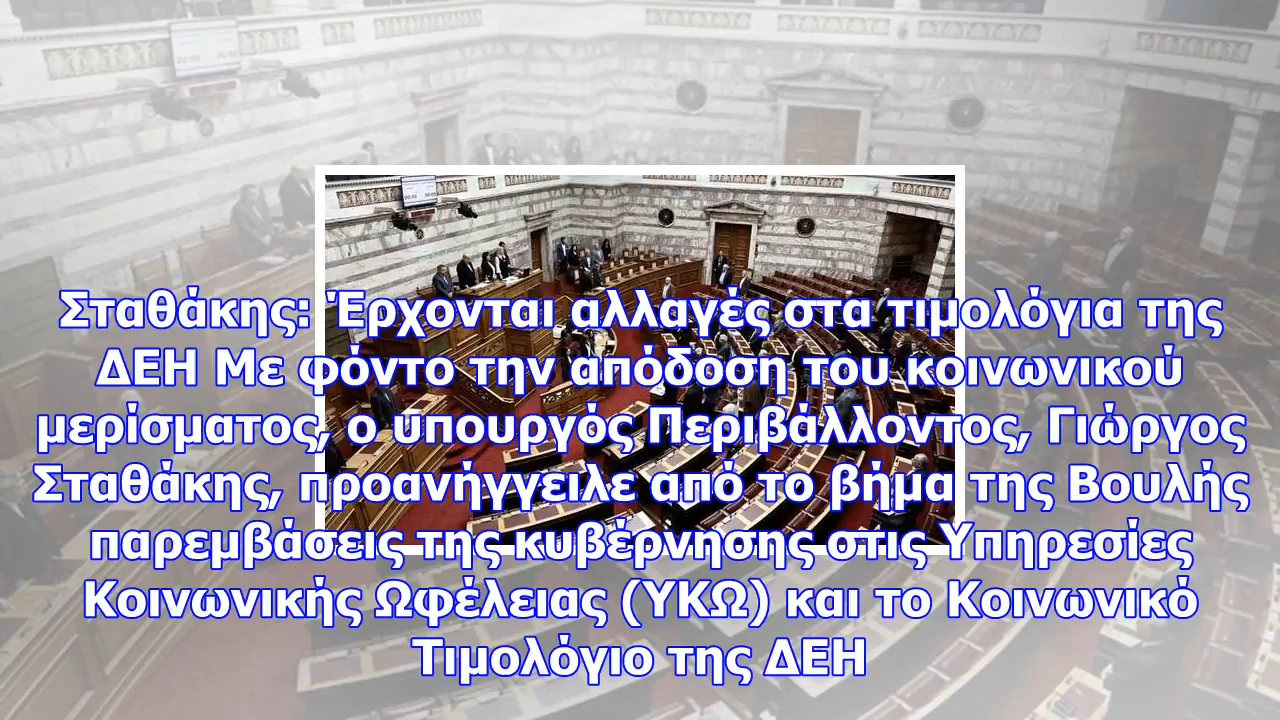 Σταθάκης: Έρχονται αλλαγές στα τιμολόγια της
ΔΕΗ Με φόντο την απόδοση του κοινωνικού
μερίσματος, ο υπουργός Περιβάλλοντος, Γιώργος
Σταθάκης, προανήγγειλε από το βήμα της Βουλής
παρεμβάσεις της κυβέρνησης στις Υπηρεσίες
Κοινωνικής Ωφέλειας (ΥΚΩ) και το Κοινωνικό
Τιμολόγιο της ΔΕΗ